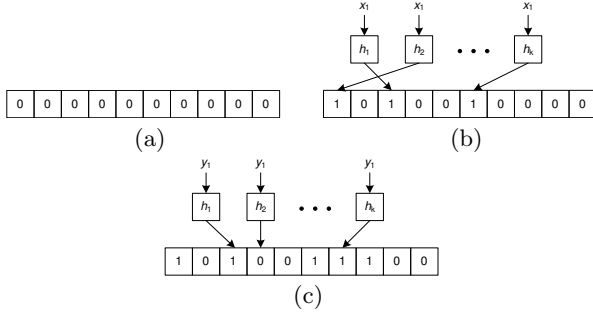 x₁ x₁ x₁
h₁ h₂ • • • hₖ
0 0 0 0 0 0 0 0 0 0
1 0 1 0 0 1 0 0 0 0
(a)
(b)
y₁ y₁ y₁
h₁ h₂ • • • hₖ
1 0 1 0 0 1 1 1 0 0
(c)